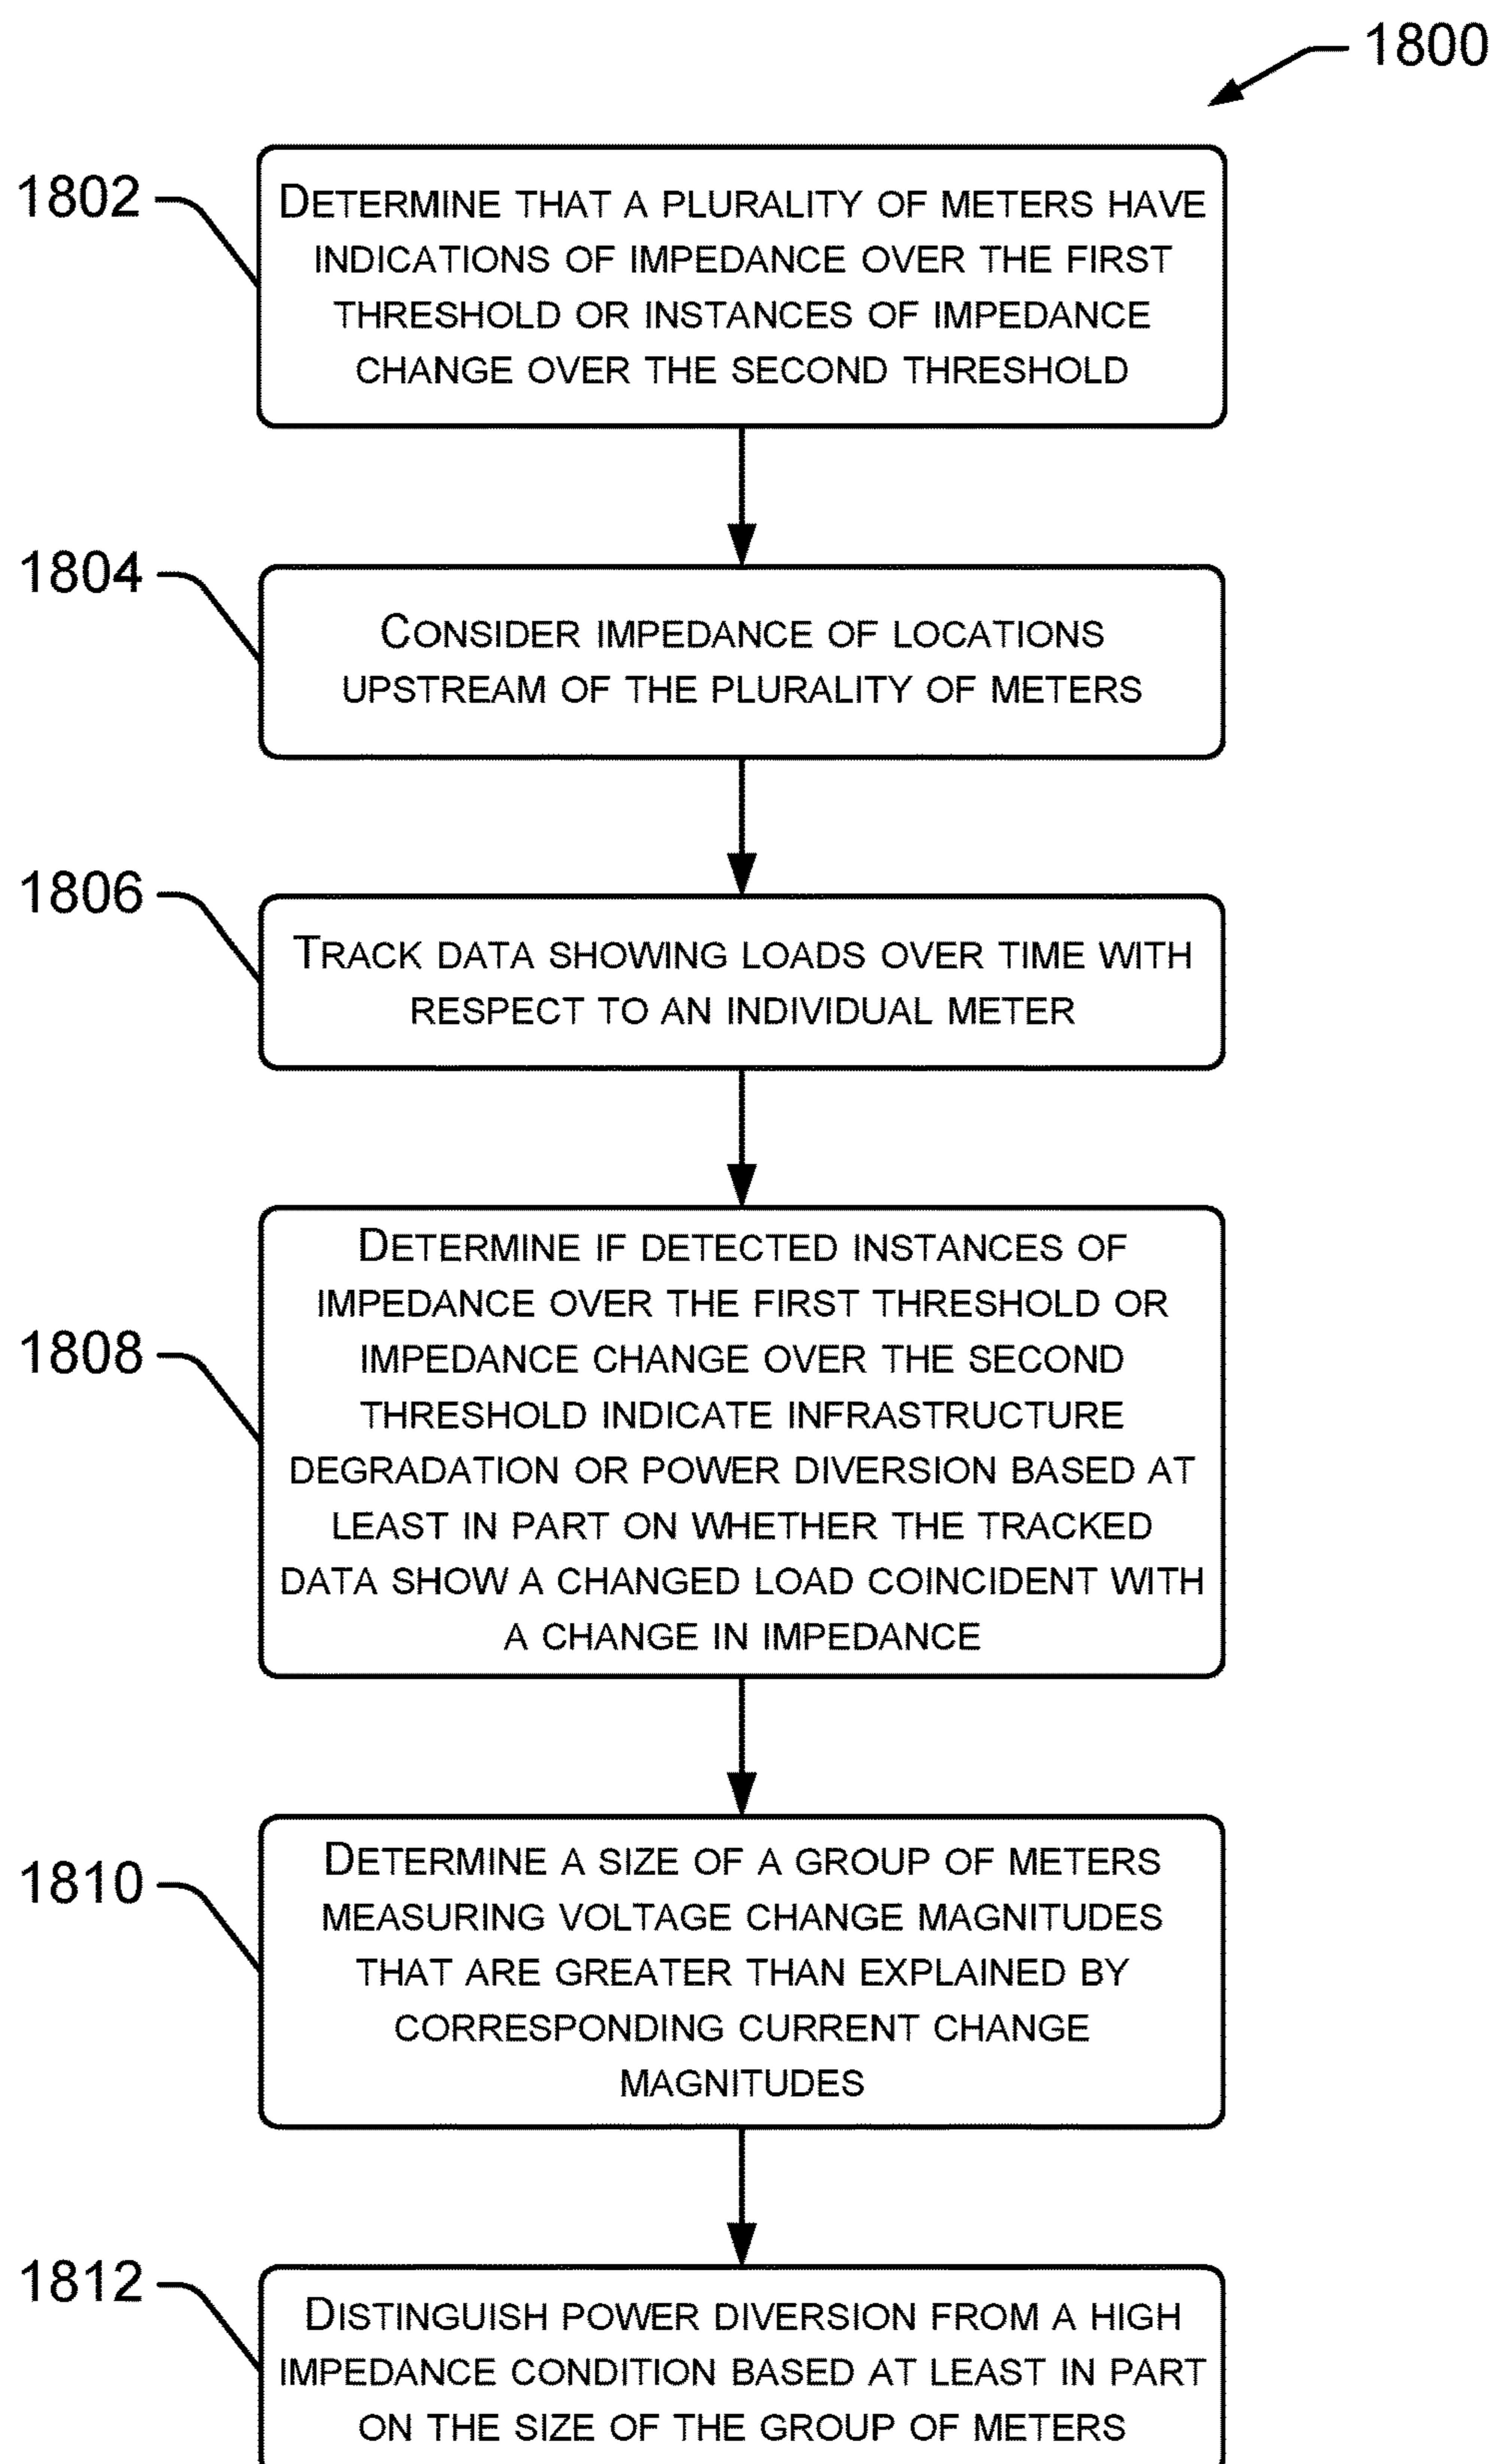 1800
1802
DETERMINE THAT A PLURALITY OF METERS HAVE
INDICATIONS OF IMPEDANCE OVER THE FIRST
THRESHOLD OR INSTANCES OF IMPEDANCE
CHANGE OVER THE SECOND THRESHOLD
1804
CONSIDER IMPEDANCE OF LOCATIONS
UPSTREAM OF THE PLURALITY OF METERS
1806
TRACK DATA SHOWING LOADS OVER TIME WITH
RESPECT TO AN INDIVIDUAL METER
1808
DETERMINE IF DETECTED INSTANCES OF
IMPEDANCE OVER THE FIRST THRESHOLD OR
IMPEDANCE CHANGE OVER THE SECOND
THRESHOLD INDICATE INFRASTRUCTURE
DEGRADATION OR POWER DIVERSION BASED AT
LEAST IN PART ON WHETHER THE TRACKED
DATA SHOW A CHANGED LOAD COINCIDENT WITH
A CHANGE IN IMPEDANCE
1810
DETERMINE A SIZE OF A GROUP OF METERS
MEASURING VOLTAGE CHANGE MAGNITUDES
THAT ARE GREATER THAN EXPLAINED BY
CORRESPONDING CURRENT CHANGE
MAGNITUDES
1812
DISTINGUISH POWER DIVERSION FROM A HIGH
IMPEDANCE CONDITION BASED AT LEAST IN PART
ON THE SIZE OF THE GROUP OF METERS